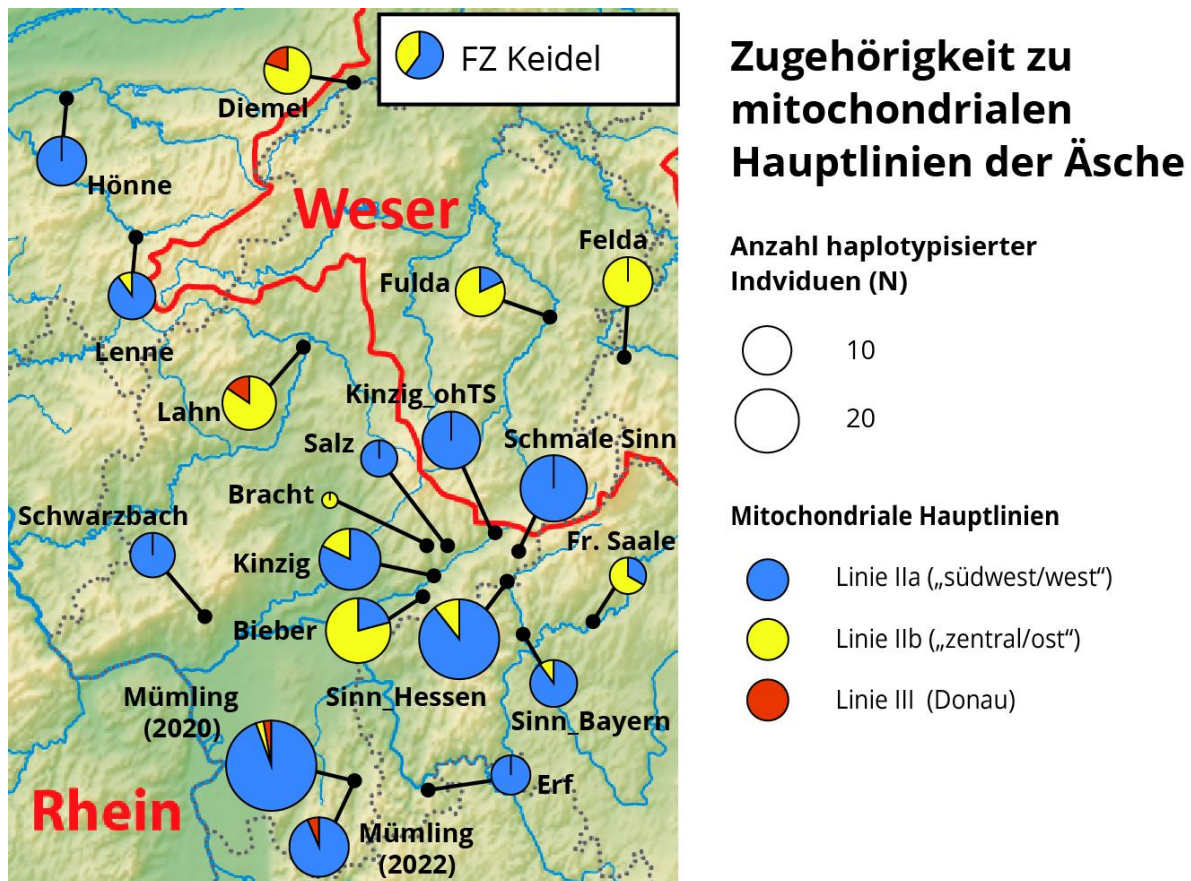 FZ Keidel
Diemel
Hönne
Weser
Felda
Fulda
Lenne
Kinzig_ohTS
Lahn
Salz
Schmale Sinn
Bracht
Schwarzbach
Fr. Saale
Kinzig
Bieber
Sinn_Hessen
Mümling
(2020)
Sinn_Bayern
Erf
Rhein
Mümling
(2022)
Zugehörigkeit zu
mitochondrialen
Hauptlinien der Äsche
Anzahl haplotypisierter
Indviduen (N)
10
20
Mitochondriale Hauptlinien
Linie IIa („südwest/west“)
Linie IIb („zentral/ost“)
Linie III (Donau)